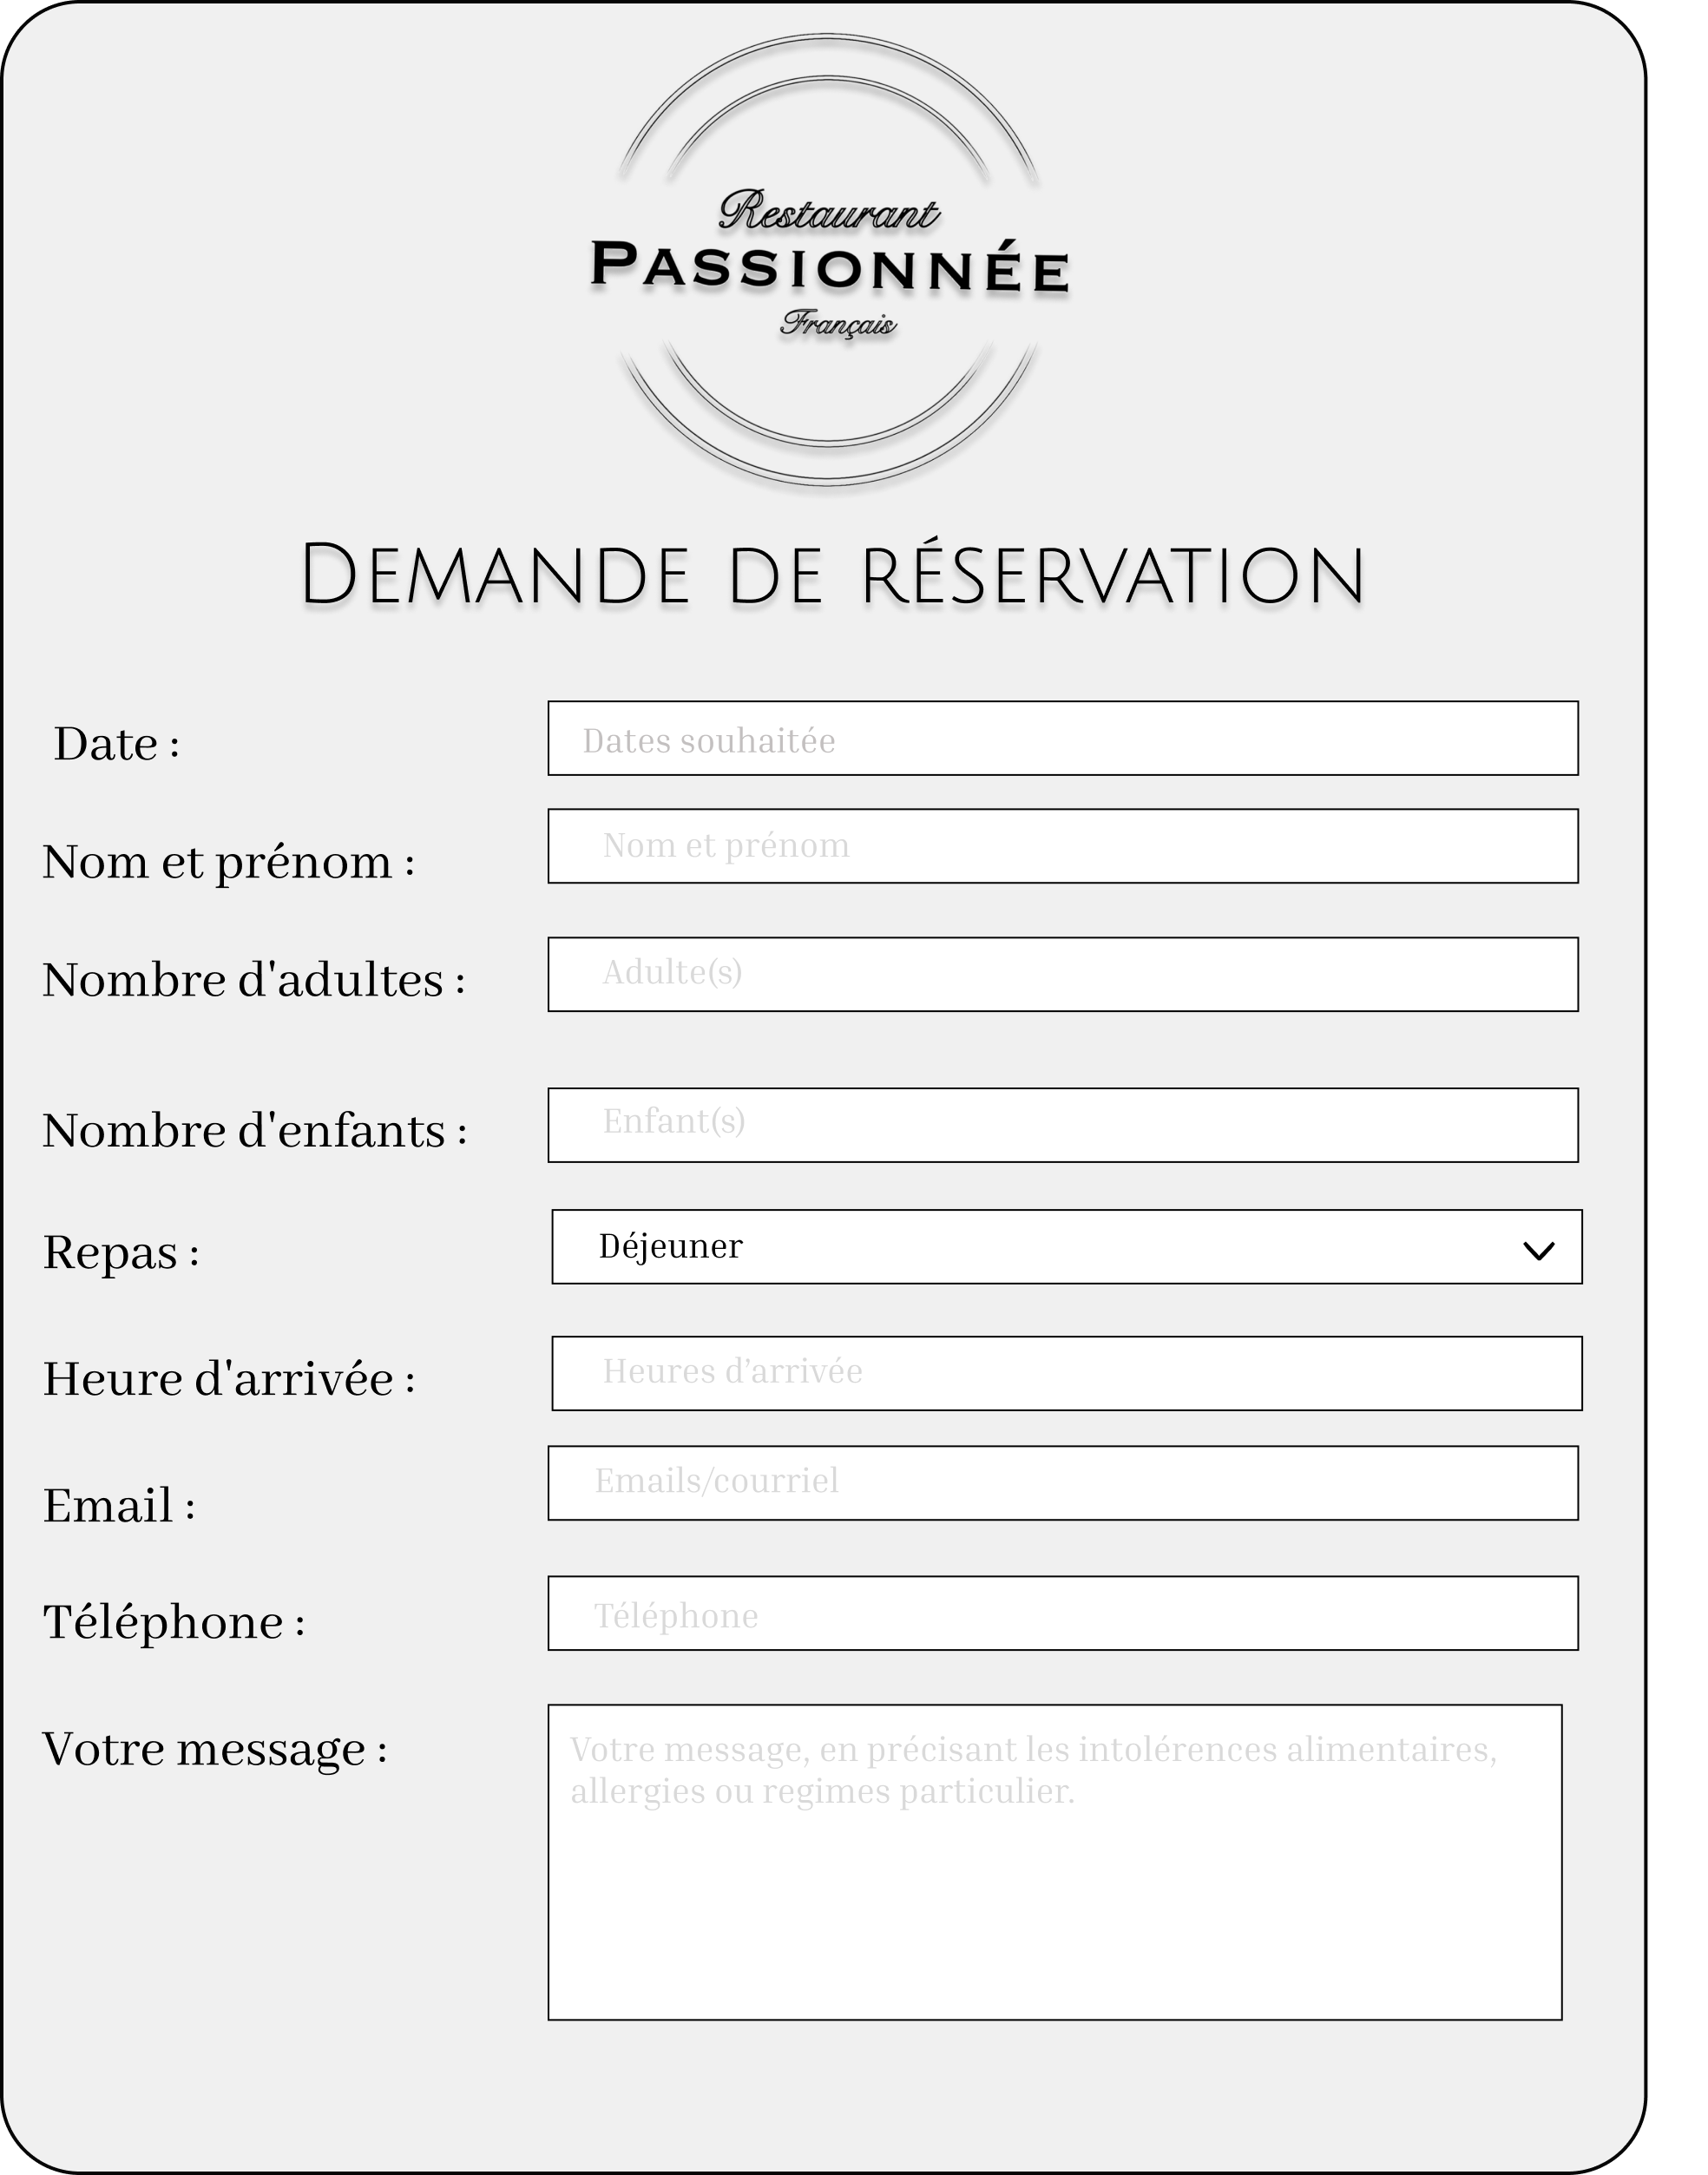 Restaurant
PASSIONNÉE
Français
DEMANDE DE RÉSERVATION
Date :
Dates souhaitée
Nom et prénom :
Nom et prénom
Nombre d'adultes :
Adulte(s)
Nombre d'enfants :
Enfant(s)
Repas :
Déjeuner
Heure d'arrivée :
Heures d’arrivée
Email :
Emails/courriel
Téléphone :
Téléphone
Votre message :
Votre message, en précisant les intolérences alimentaires,
allergies ou regimes particulier.